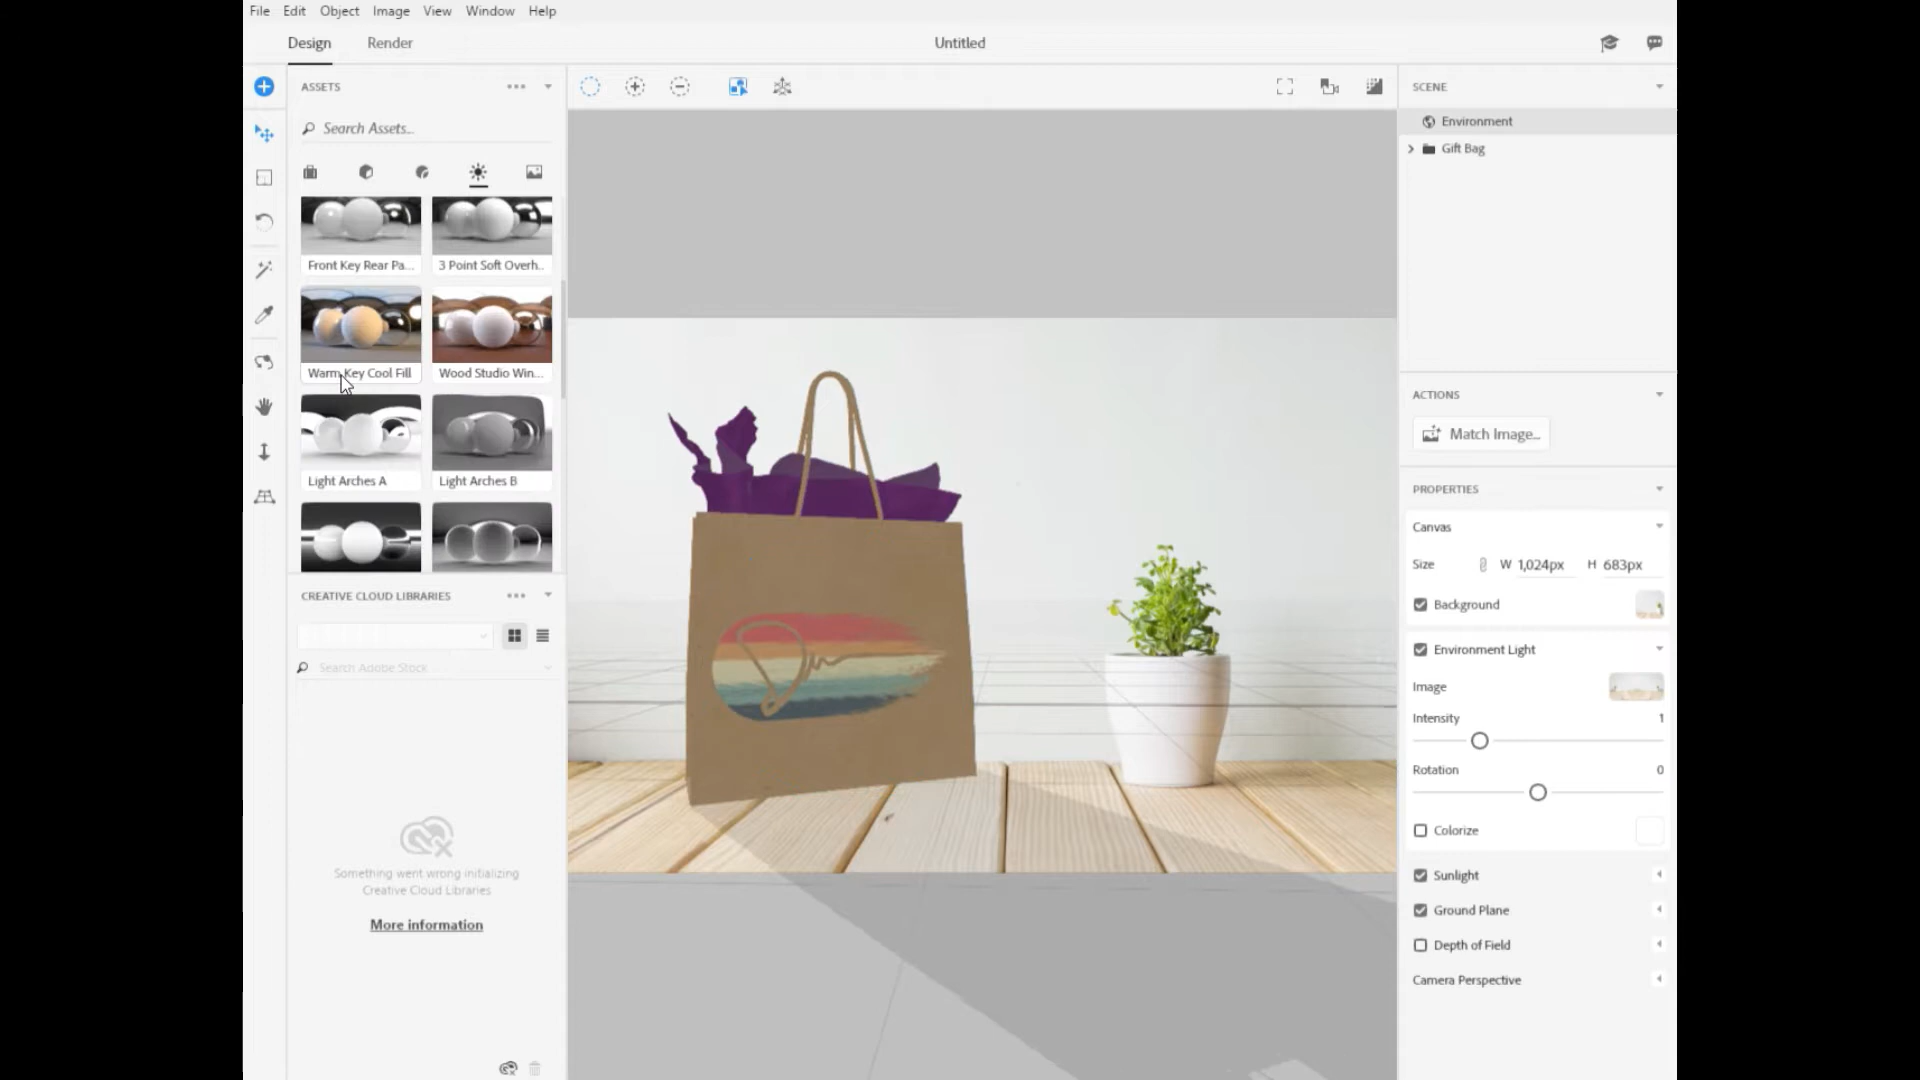 File Edit Object Image View Window Help
Design Render Untitled
ASSETS
Search Assets...
Front Key Rear Pa...
3 Point Soft Overh..
Warm Key Cool Fill
Wood Studio Win...
Light Arches A
Light Arches B
CREATIVE CLOUD LIBRARIES
Search Adobe Stock
Something went wrong initializing
Creative Cloud Libraries
More information
SCENE
Environment
Gift Bag
ACTIONS
Match Image...
PROPERTIES
Canvas
Size W 1,024px H 683px
Background
Environment Light
Image
Intensity 1
Rotation 0
Colorize
Sunlight
Ground Plane
Depth of Field
Camera Perspective